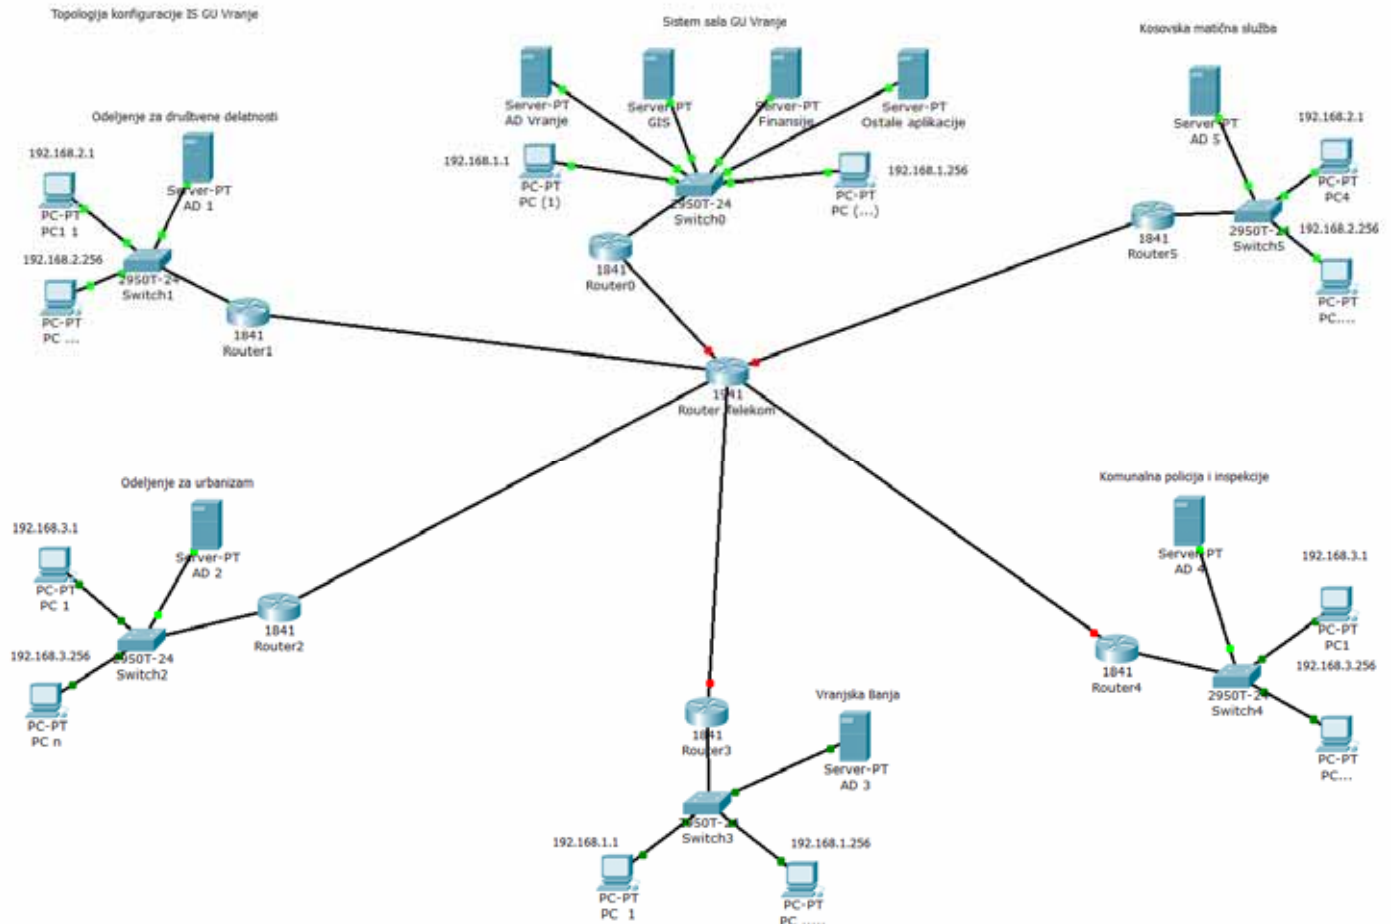 Topologija konfiguracije IS GU Vranje
Sistem sala GU Vranje
Server-PT
AD Vranje
Server-PT
GIS
Server-PT
Finansije
Server-PT
Ostale aplikacije
192.168.1.1
PC-PT
PC (1)
192.168.1.256
PC-PT
PC (...)
2950T-24
Switch0
1841
Router0
Kosovska matična služba
Server-PT
AD 5
192.168.2.1
PC-PT
PC4
192.168.2.256
PC-PT
PC....
2950T-24
Switch5
1841
Router5
Odeljenje za društvene delatnosti
192.168.2.1
Server-PT
AD 1
PC-PT
PC1 1
192.168.2.256
2950T-24
Switch1
PC-PT
PC ...
1841
Router1
1941
Router Telekom
Odeljenje za urbanizam
192.168.3.1
Server-PT
AD 2
PC-PT
PC 1
192.168.3.256
2950T-24
Switch2
PC-PT
PC n
1841
Router2
Komunalna policija i inspekcije
Server-PT
AD 4
192.168.3.1
PC-PT
PC1
192.168.3.256
1841
Router4
2950T-24
Switch4
PC-PT
PC...
Vranjska Banja
1841
Router3
Server-PT
AD 3
2950T-24
Switch3
192.168.1.1
192.168.1.256
PC-PT
PC 1
PC-PT
PC .....